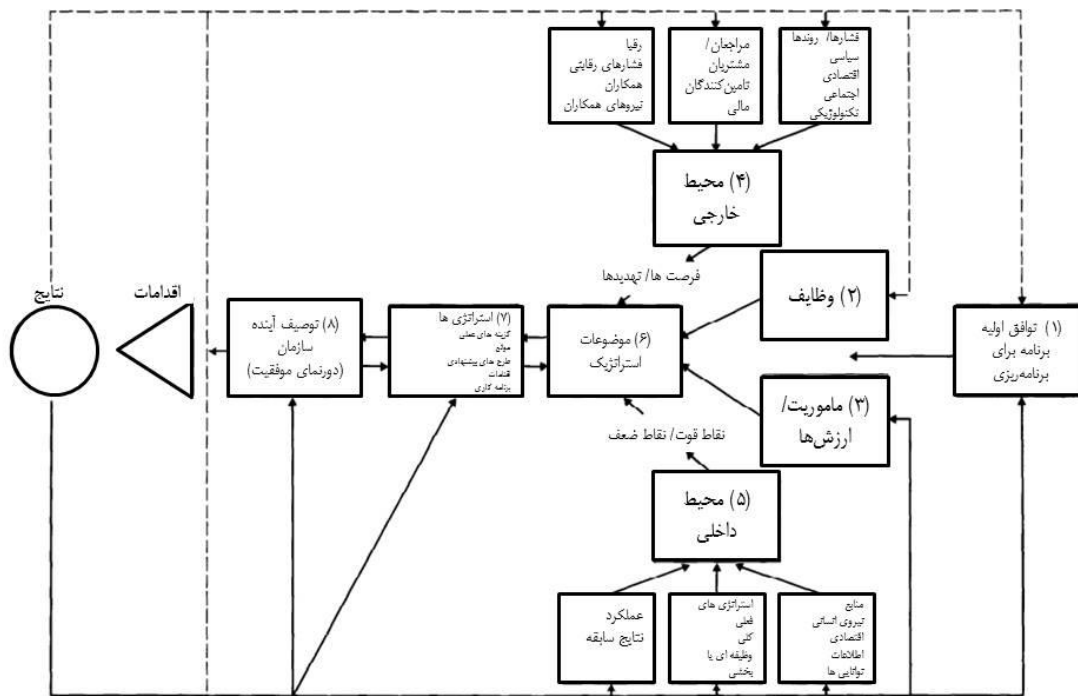 فشارها/ روندها
سیاسی
اقتصادی
اجتماعی
تکنولوژیکی
مراجعان/
مشتریان
تامین‌کنندگان
مالی
رقبا
فشارهای رقابتی
همکاران
نیروهای همکاران
(۴) محیط
خارجی
فرصت ها/ تهدیدها
(۱) توافق اولیه
برنامه برای
برنامه‌ریزی
(۲) وظایف
(۳) ماموریت/
ارزش‌ها
(۶) موضوعات
استراتژیک
(۷) استراتژی ها
گزینه های عملی
موانع
طرح های پیشنهادی
اقدامات
برنامه کاری
(۸) توصیف آینده
سازمان
(دورنمای موفقیت)
اقدامات
نتایج
نقاط قوت/ نقاط ضعف
(۵) محیط
داخلی
منابع
نیروی انسانی
اقتصادی
اطلاعات
توانایی ها
استراتژی های
فعلی
کلی
وظیفه ای یا
بخشی
عملکرد
نتایج سابقه